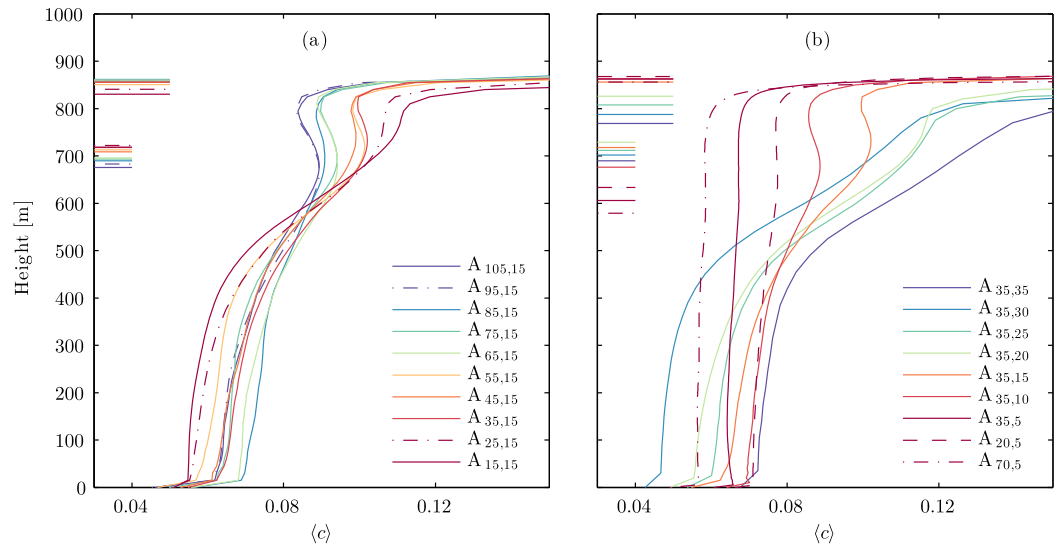 1000
900
800
700
600
500
400
300
200
100
0
Height [m]
(a)
A 105,15
A 95,15
A 85,15
A 75,15
A 65,15
A 55,15
A 45,15
A 35,15
A 25,15
A 15,15
0.04
0.08
0.12
⟨c⟩
(b)
A 35,35
A 35,30
A 35,25
A 35,20
A 35,15
A 35,10
A 35,5
A 20,5
A 70,5
0.04
0.08
0.12
⟨c⟩